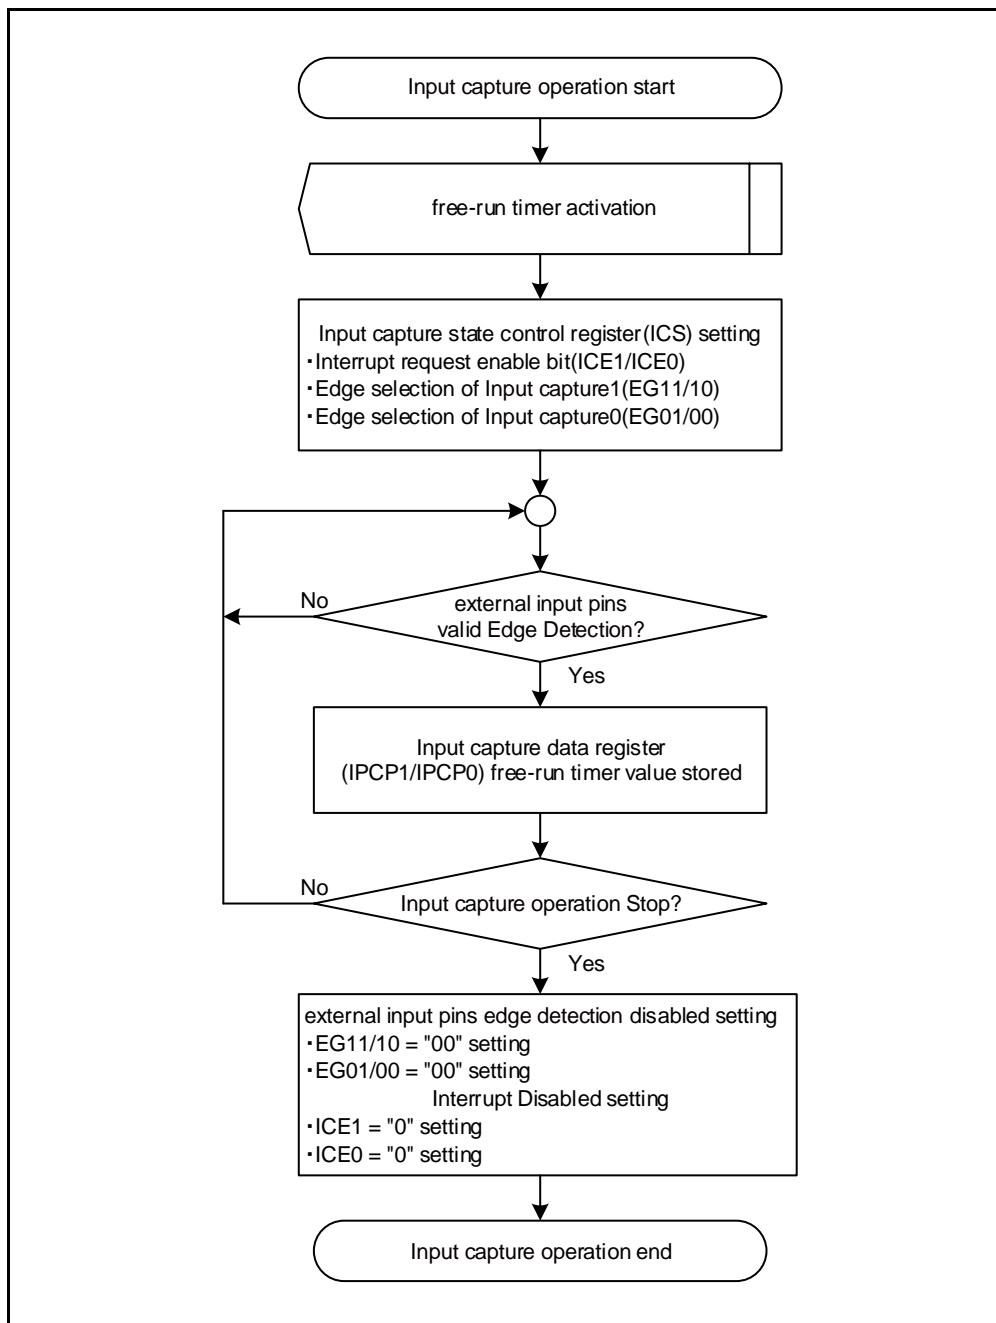 Input capture operation start
free-run timer activation
Input capture state control register(ICS) setting
・Interrupt request enable bit(ICE1/ICE0)
・Edge selection of Input capture1(EG11/10)
・Edge selection of Input capture0(EG01/00)
No
external input pins
valid Edge Detection?
Yes
Input capture data register
(IPCP1/IPCP0) free-run timer value stored
No
Input capture operation Stop?
Yes
external input pins edge detection disabled setting
・EG11/10 = "00" setting
・EG01/00 = "00" setting
Interrupt Disabled setting
・ICE1 = "0" setting
・ICE0 = "0" setting
Input capture operation end